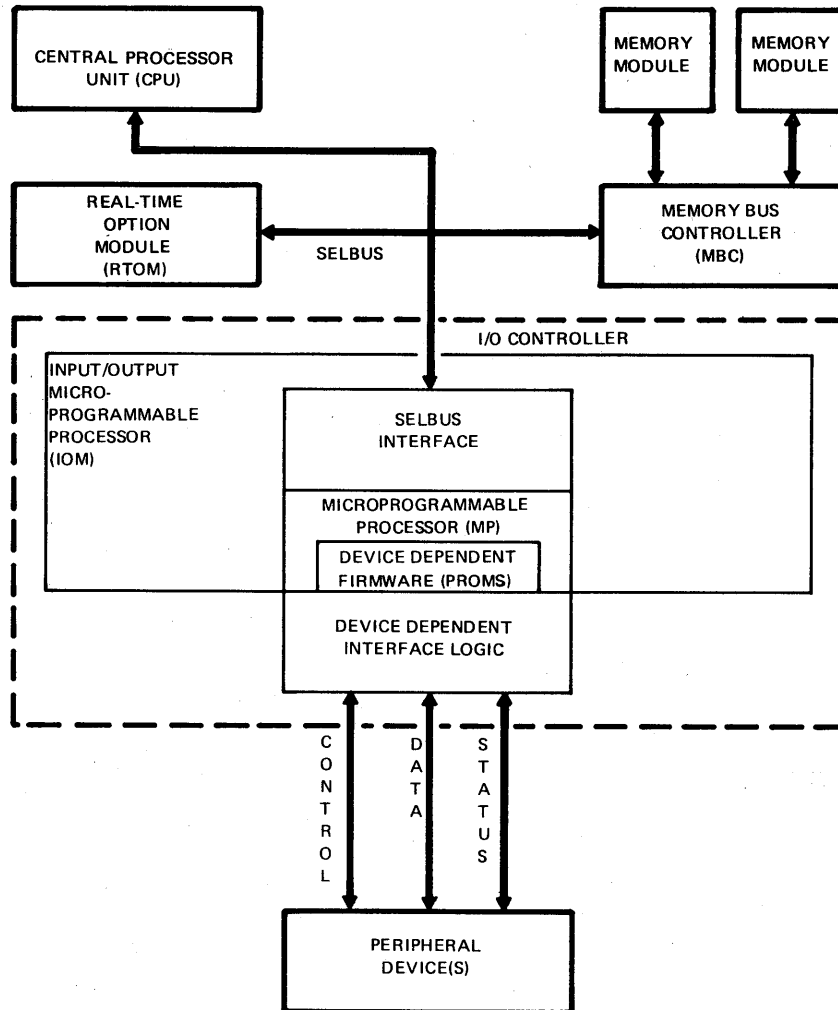 CENTRAL PROCESSOR
UNIT (CPU)
MEMORY
MODULE
MEMORY
MODULE
REAL-TIME
OPTION
MODULE
(RTOM)
SELBUS
MEMORY BUS
CONTROLLER
(MBC)
I/O CONTROLLER
INPUT/OUTPUT
MICRO-
PROGRAMMABLE
PROCESSOR
(IOM)
SELBUS
INTERFACE
MICROPROGRAMMABLE
PROCESSOR (MP)
DEVICE DEPENDENT
FIRMWARE (PROMS)
DEVICE DEPENDENT
INTERFACE LOGIC
CONTROL
DATA
STATUS
PERIPHERAL
DEVICE(S)